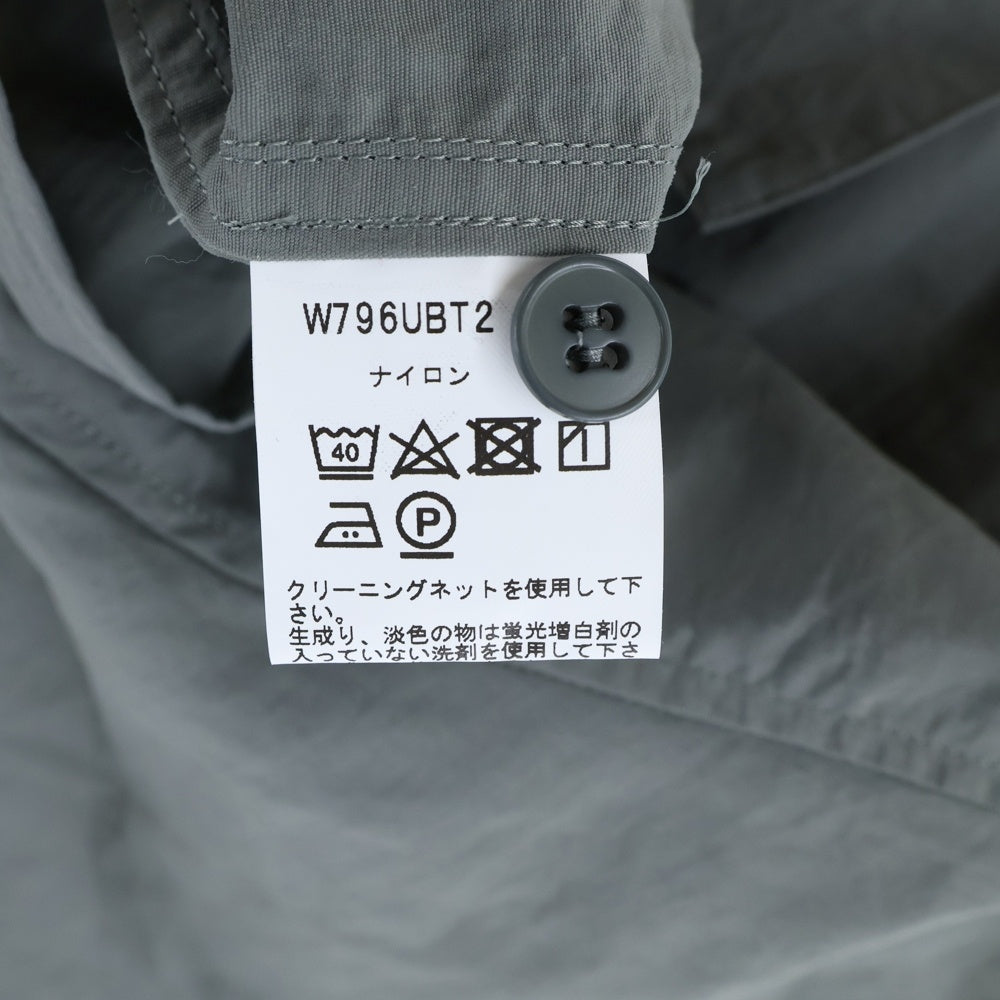 W796UBT2
ナイロン
40
P
クリーニングネットを使用して下
さい。
生成り、淡色の物は蛍光増白剤の
入っていない洗剤を使用して下さ